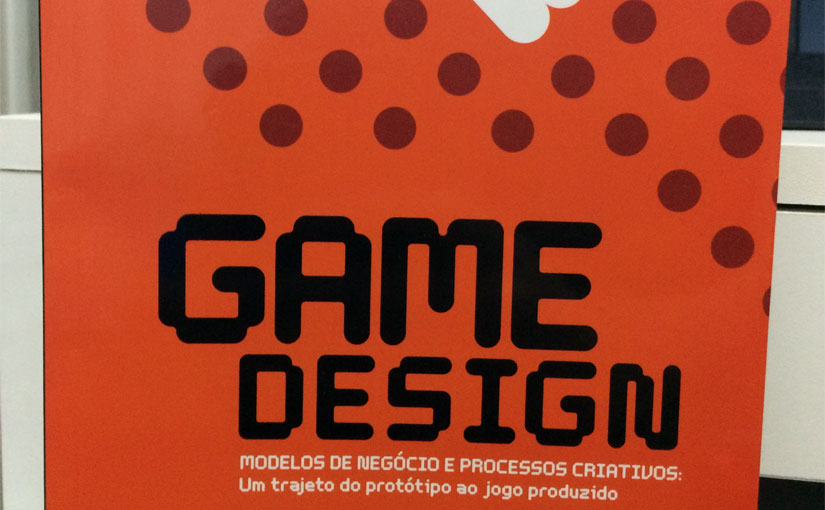 GAME
DESIGN
MODELOS DE NEGÓCIO E PROCESSOS CRIATIVOS:
Um trajeto do protótipo ao jogo produzido